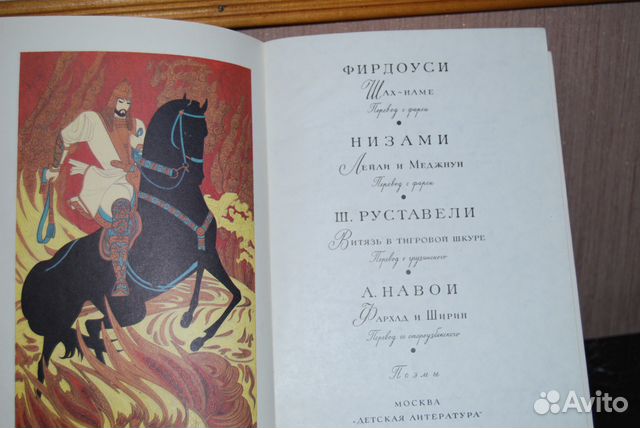 ФИРДОУСИ
Шах-наме
Перевод с фарси
НИЗАМИ
Лейли и Меджнун
Перевод с фарси
Ш. РУСТАВЕЛИ
Витязь в тигровой шкуре
Перевод с грузинского
А. НАВОИ
Фархад и Ширин
Перевод со староузбекского
Поэмы
МОСКВА
"ДЕТСКАЯ ЛИТЕРАТУРА"
Avito